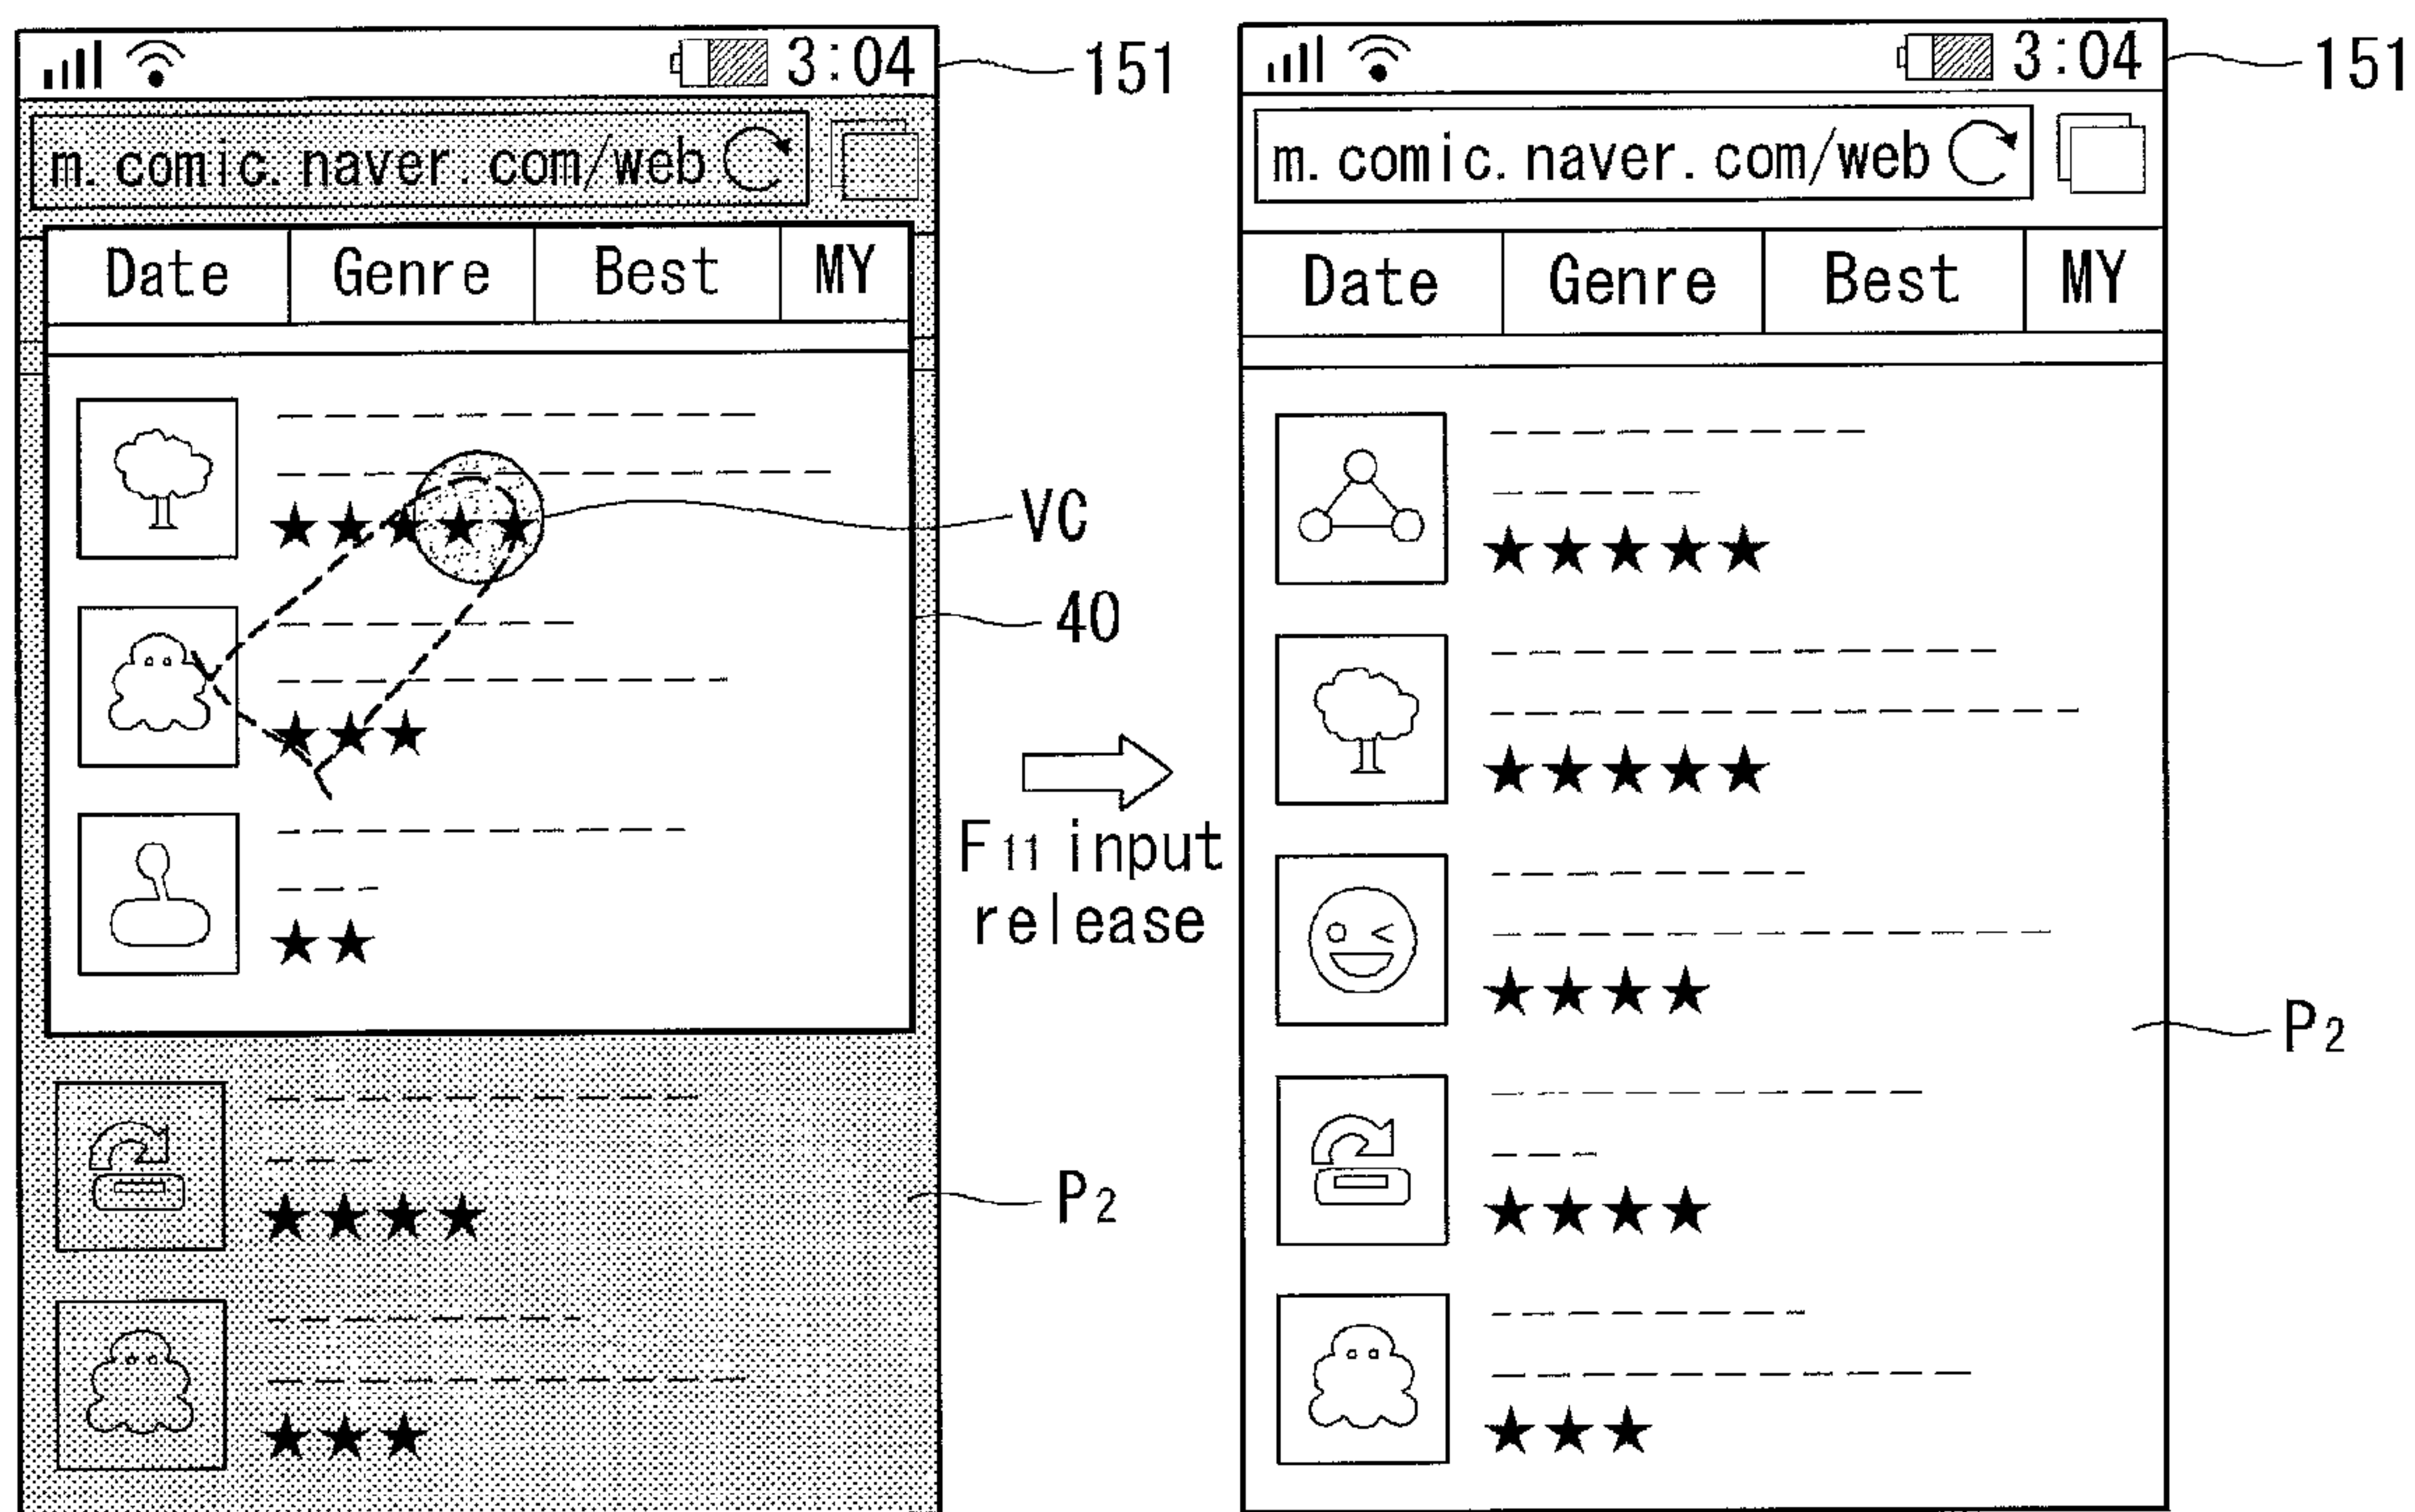 3:04
151
m.comic.naver.com/web
Date Genre Best MY
★★★★★
VC
40
★★★
★★
★★★★
P2
★★★
F11 input
release
3:04
151
m.comic.naver.com/web
Date Genre Best MY
★★★★★
★★★★★
★★★★
P2
★★★★
★★★